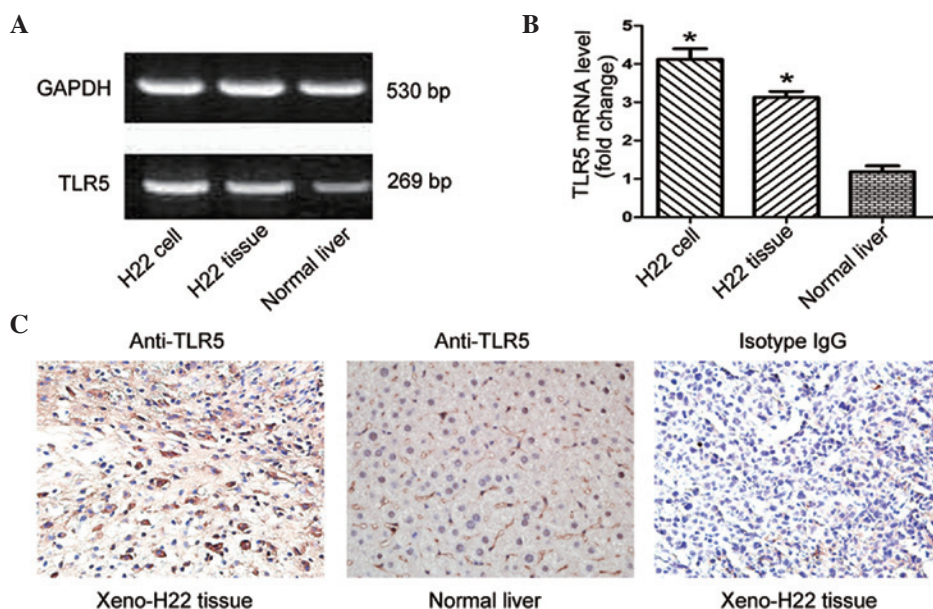 A
GAPDH
530 bp
TLR5
269 bp
H22 cell
H22 tissue
Normal liver
B
TLR5 mRNA level
(fold change)
5
4
3
2
1
0
*
*
H22 cell
H22 tissue
Normal liver
C
Anti-TLR5
Anti-TLR5
Isotype IgG
Xeno-H22 tissue
Normal liver
Xeno-H22 tissue